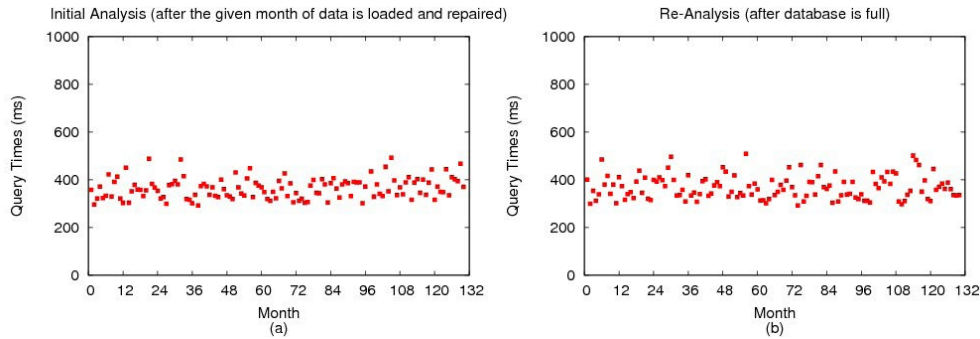 Initial Analysis (after the given month of data is loaded and repaired)
1000
800
600
400
200
0
Query Times (ms)
0 12 24 36 48 60 72 84 96 108 120 132
Month
(a)
Re-Analysis (after database is full)
1000
800
600
400
200
0
Query Times (ms)
0 12 24 36 48 60 72 84 96 108 120 132
Month
(b)